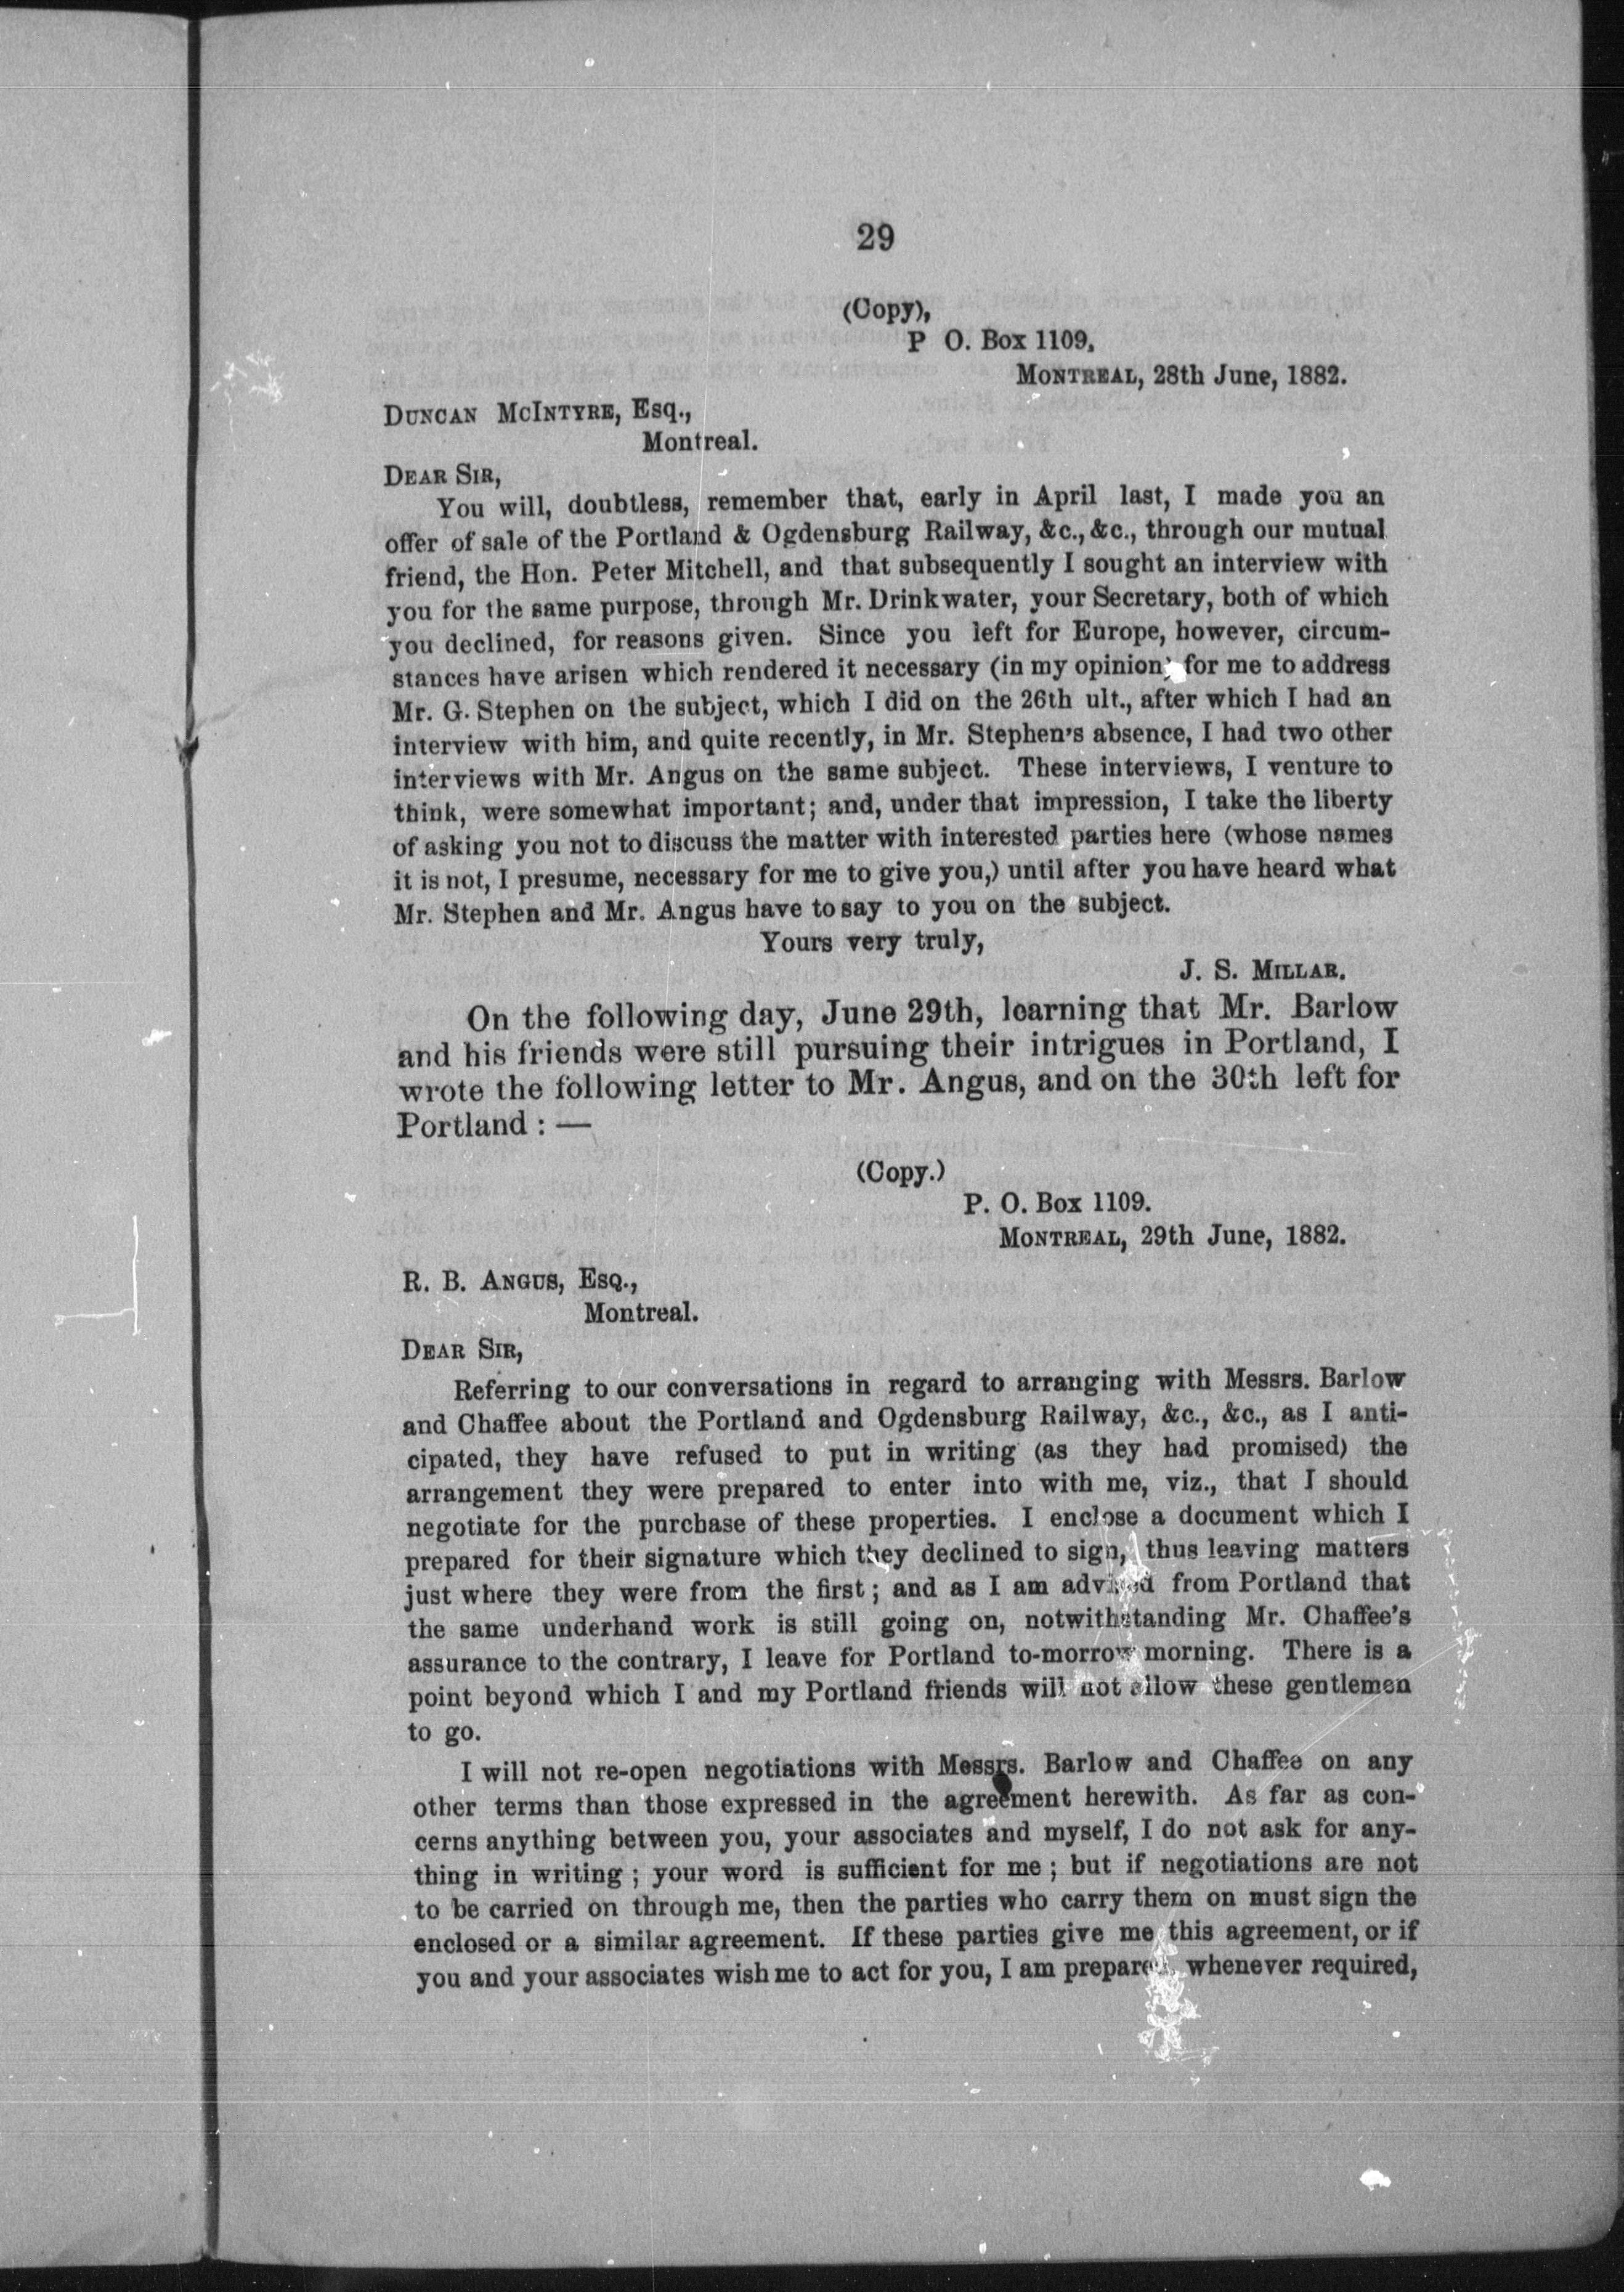 29
(Copy),
P O. Box 1109.
MONTREAL, 28th June, 1882.
DUNCAN MCINTYRE, Esq.,
Montreal.
DEAR SIR,
You will, doubtless, remember that, early in April last, I made you an
offer of sale of the Portland & Ogdensburg Railway, &c., &c., through our mutual
friend, the Hon. Peter Mitchell, and that subsequently I sought an interview with
you for the same purpose, through Mr. Drinkwater, your Secretary, both of which
you declined, for reasons given. Since you left for Europe, however, circum-
stances have arisen which rendered it necessary (in my opinion) for me to address
Mr. G. Stephen on the subject, which I did on the 26th ult., after which I had an
interview with him, and quite recently, in Mr. Stephen's absence, I had two other
interviews with Mr. Angus on the same subject. These interviews, I venture to
think, were somewhat important; and, under that impression, I take the liberty
of asking you not to discuss the matter with interested parties here (whose names
it is not, I presume, necessary for me to give you,) until after you have heard what
Mr. Stephen and Mr. Angus have to say to you on the subject.
Yours very truly,
J. S. MILLAR.
On the following day, June 29th, learning that Mr. Barlow
and his friends were still pursuing their intrigues in Portland, I
wrote the following letter to Mr. Angus, and on the 30th left for
Portland : —
(Copy.)
P. O. Box 1109.
MONTREAL, 29th June, 1882.
R. B. ANGUS, ESQ.,
Montreal.
DEAR SIR,
Referring to our conversations in regard to arranging with Messrs. Barlow
and Chaffee about the Portland and Ogdensburg Railway, &c., &c., as I anti-
cipated, they have refused to put in writing (as they had promised) the
arrangement they were prepared to enter into with me, viz., that I should
negotiate for the purchase of these properties. I enclose a document which I
prepared for their signature which they declined to sign, thus leaving matters
just where they were from the first ; and as I am advised from Portland that
the same underhand work is still going on, notwithstanding Mr. Chaffee's
assurance to the contrary, I leave for Portland to-morrow morning. There is a
point beyond which I and my Portland friends will not allow these gentlemen
to go.
I will not re-open negotiations with Messrs. Barlow and Chaffee on any
other terms than those expressed in the agreement herewith. As far as con-
cerns anything between you, your associates and myself, I do not ask for any-
thing in writing ; your word is sufficient for me ; but if negotiations are not
to be carried on through me, then the parties who carry them on must sign the
enclosed or a similar agreement. If these parties give me this agreement, or if
you and your associates wish me to act for you, I am prepared, whenever required,